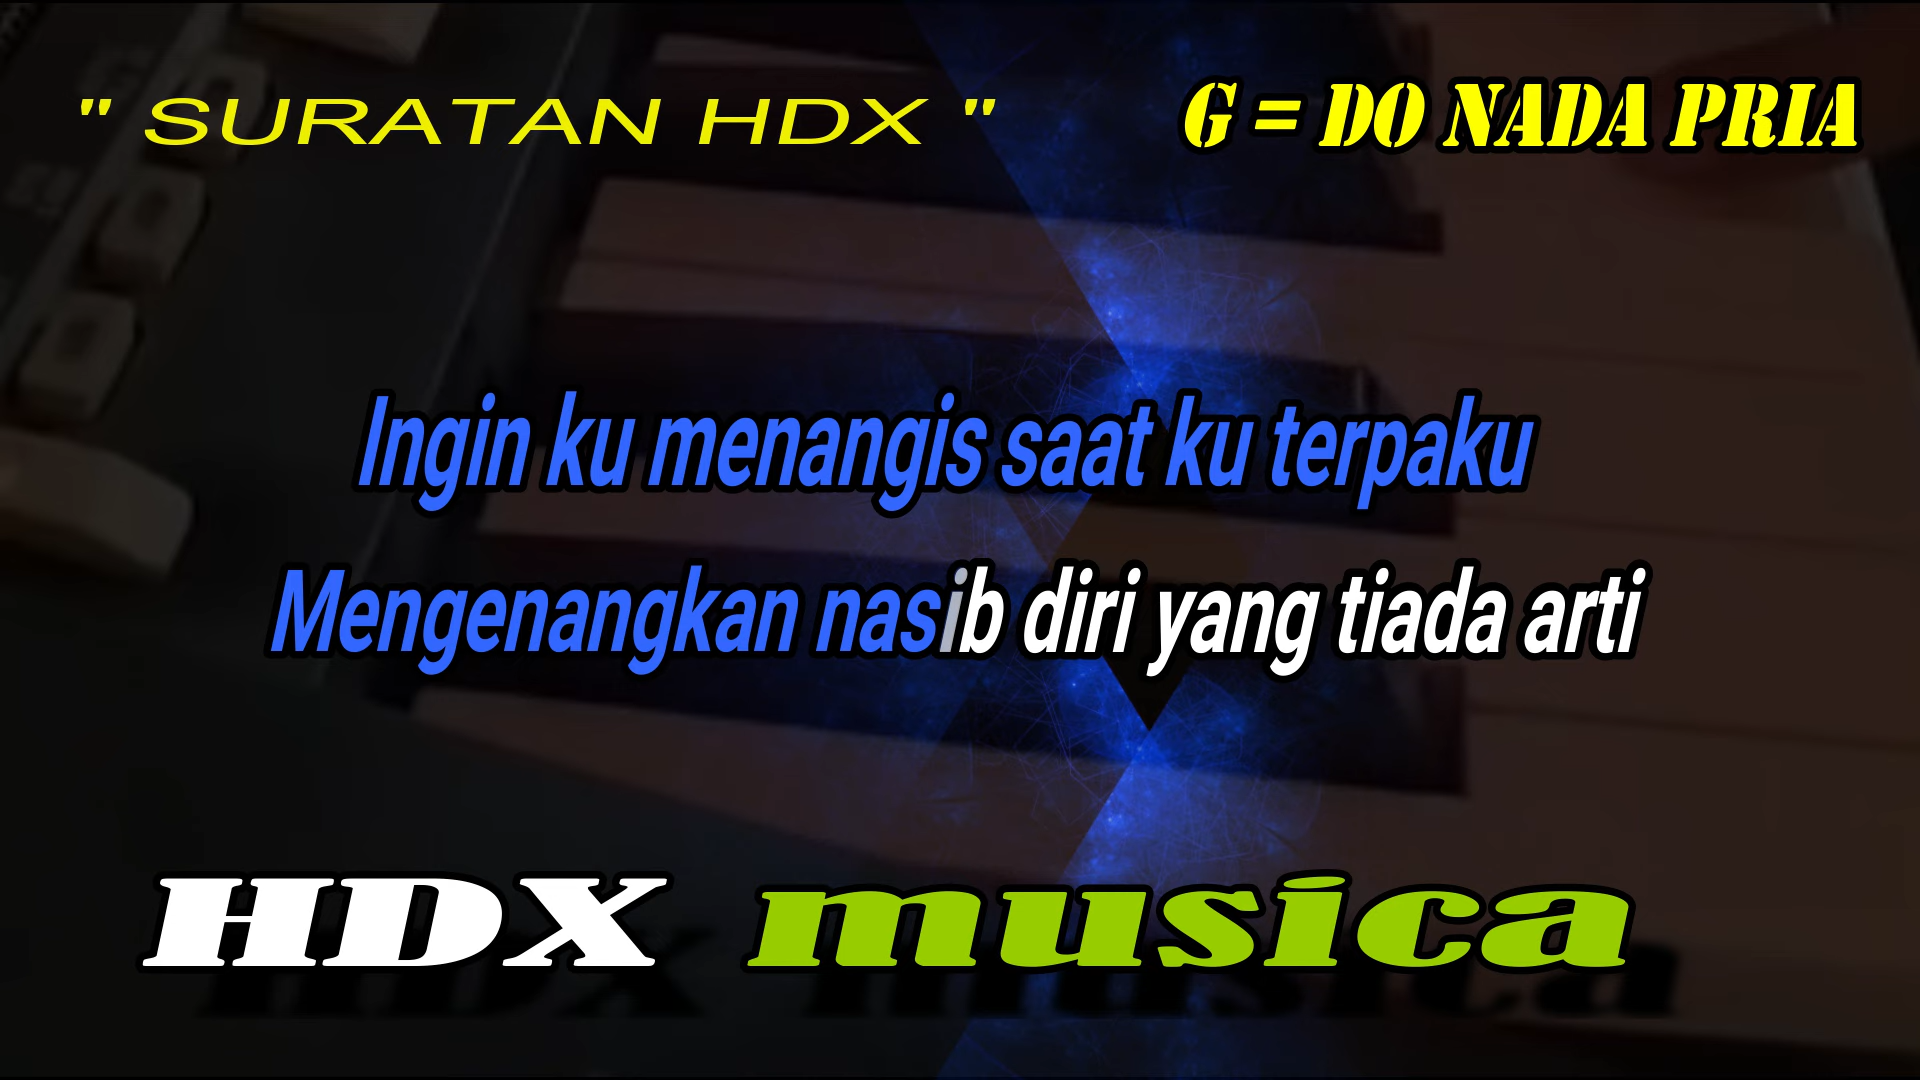 " SURATAN HDX "
G = DO NADA PRIA
Ingin ku menangis saat ku terpaku
Mengenangkan nasib diri yang tiada arti
HDX musica